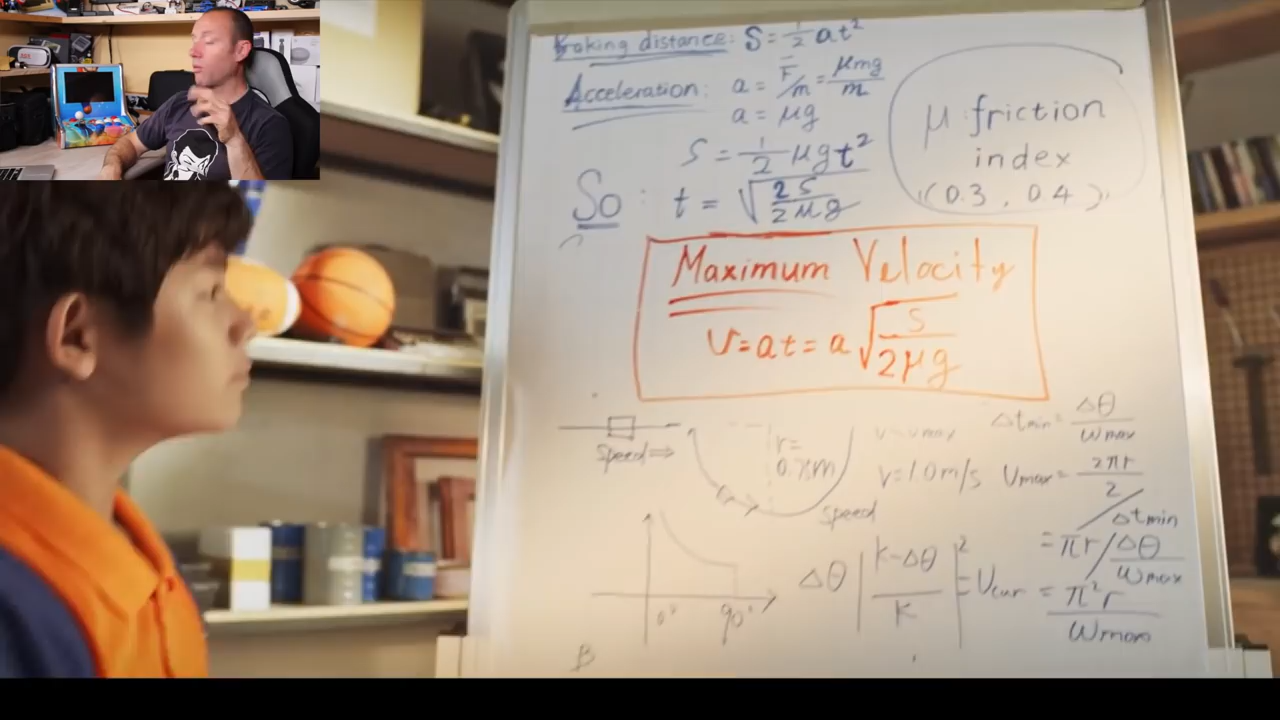 Braking distance: S = 1/2 at²
Acceleration: a = F/m = μmg/m
a = μg
S = 1/2 μgt²
So: t = √(2S/2μg)
μ friction
index
(0.3, 0.4)
Maximum Velocity
V = at = a√(S/2μg)
Speed ⇒
r =
v = vmax
v = 1.0 m/s
speed
Δtmin = Δθ/ωmax
Vmax = 2πr/2 / Δtmin
= πr / Δθ/ωmax
= π²r/ωmax
0°
90°
Δθ |K-Δθ/K|² = Vcur
B